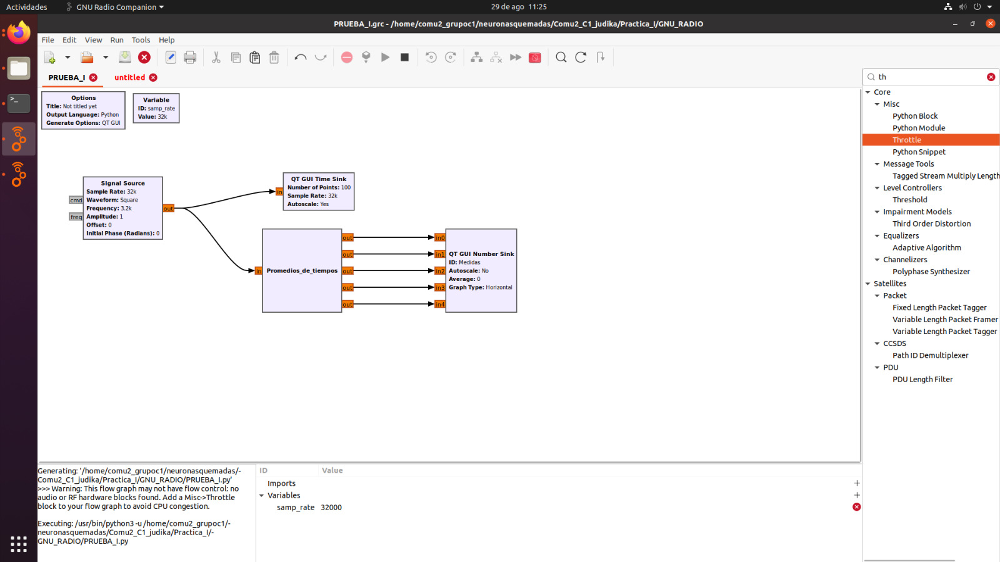 Actividades
GNU Radio Companion
29 de ago 11:25
PRUEBA_I.grc - /home/comu2_grupoc1/neuronasquemadas/Comu2_C1_judika/Practica_I/GNU_RADIO
File Edit View Run Tools Help
PRUEBA_I
untitled
th
Options
Title: Not titled yet
Output Language: Python
Generate Options: QT GUI
Variable
ID: samp_rate
Value: 32k
Signal Source
Sample Rate: 32k
Waveform: Square
Frequency: 3.2k
Amplitude: 1
Offset: 0
Initial Phase (Radians): 0
cmd
freq
out
QT GUI Time Sink
Number of Points: 100
Sample Rate: 32k
Autoscale: Yes
in
Promedios_de_tiempos
in
out
out
out
out
out
in0
in1
in2
in3
in4
QT GUI Number Sink
ID: Medidas
Autoscale: No
Average: 0
Graph Type: Horizontal
Core
Misc
Python Block
Python Module
Throttle
Python Snippet
Message Tools
Tagged Stream Multiply Length
Level Controllers
Threshold
Impairment Models
Third Order Distortion
Equalizers
Adaptive Algorithm
Channelizers
Polyphase Synthesizer
Satellites
Packet
Fixed Length Packet Tagger
Variable Length Packet Framer
Variable Length Packet Tagger
CCSDS
Path ID Demultiplexer
PDU
PDU Length Filter
Generating: '/home/comu2_grupoc1/neuronasquemadas/-
Comu2_C1_judika/Practica_I/GNU_RADIO/PRUEBA_I.py'
>>> Warning: This flow graph may not have flow control: no
audio or RF hardware blocks found. Add a Misc->Throttle
block to your flow graph to avoid CPU congestion.
Executing: /usr/bin/python3 -u /home/comu2_grupoc1/-
neuronasquemadas/Comu2_C1_judika/Practica_I/-
GNU_RADIO/PRUEBA_I.py
ID Value
Imports
Variables
samp_rate 32000